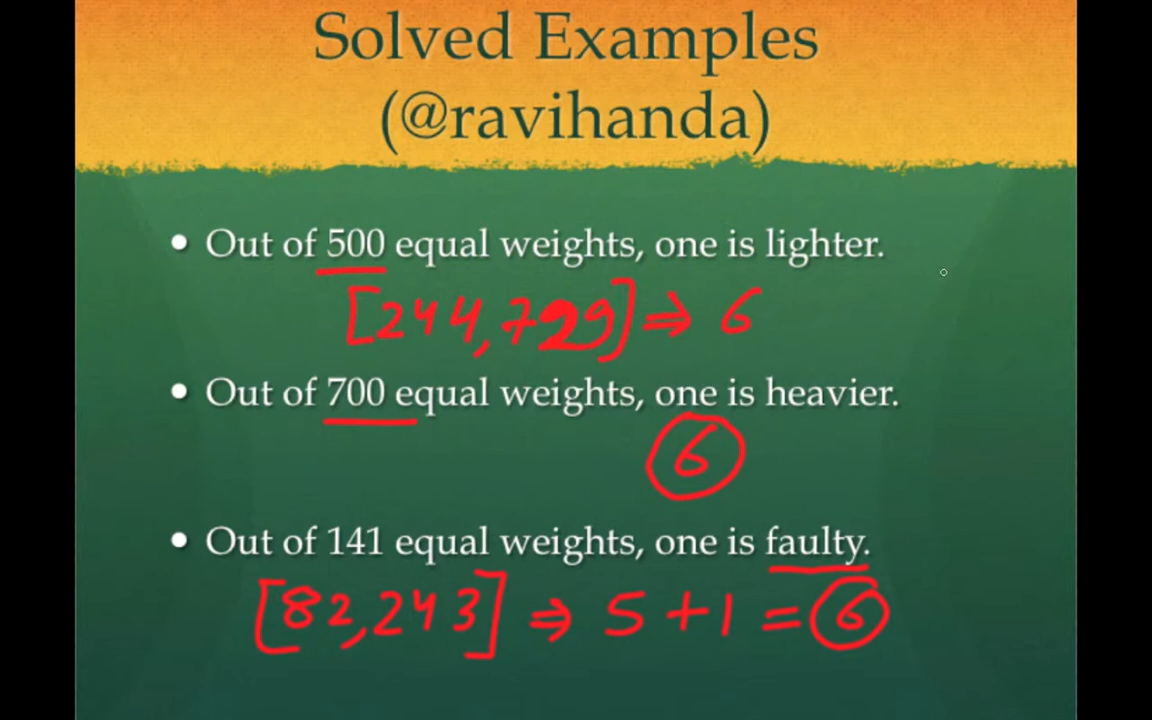 Solved Examples
(@ravihanda)
• Out of 500 equal weights, one is lighter.
[244,729] ⇒ 6
• Out of 700 equal weights, one is heavier.
6
• Out of 141 equal weights, one is faulty.
[82,243] ⇒ 5 + 1 = 6